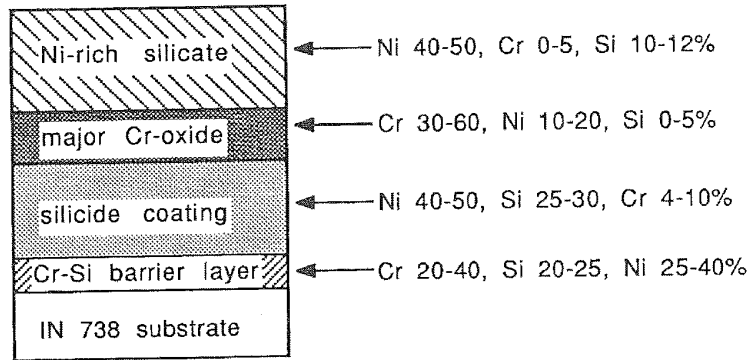 Ni-rich silicate
Ni 40-50, Cr 0-5, Si 10-12%
major Cr-oxide
Cr 30-60, Ni 10-20, Si 0-5%
silicide coating
Ni 40-50, Si 25-30, Cr 4-10%
Cr-Si barrier layer
Cr 20-40, Si 20-25, Ni 25-40%
IN 738 substrate